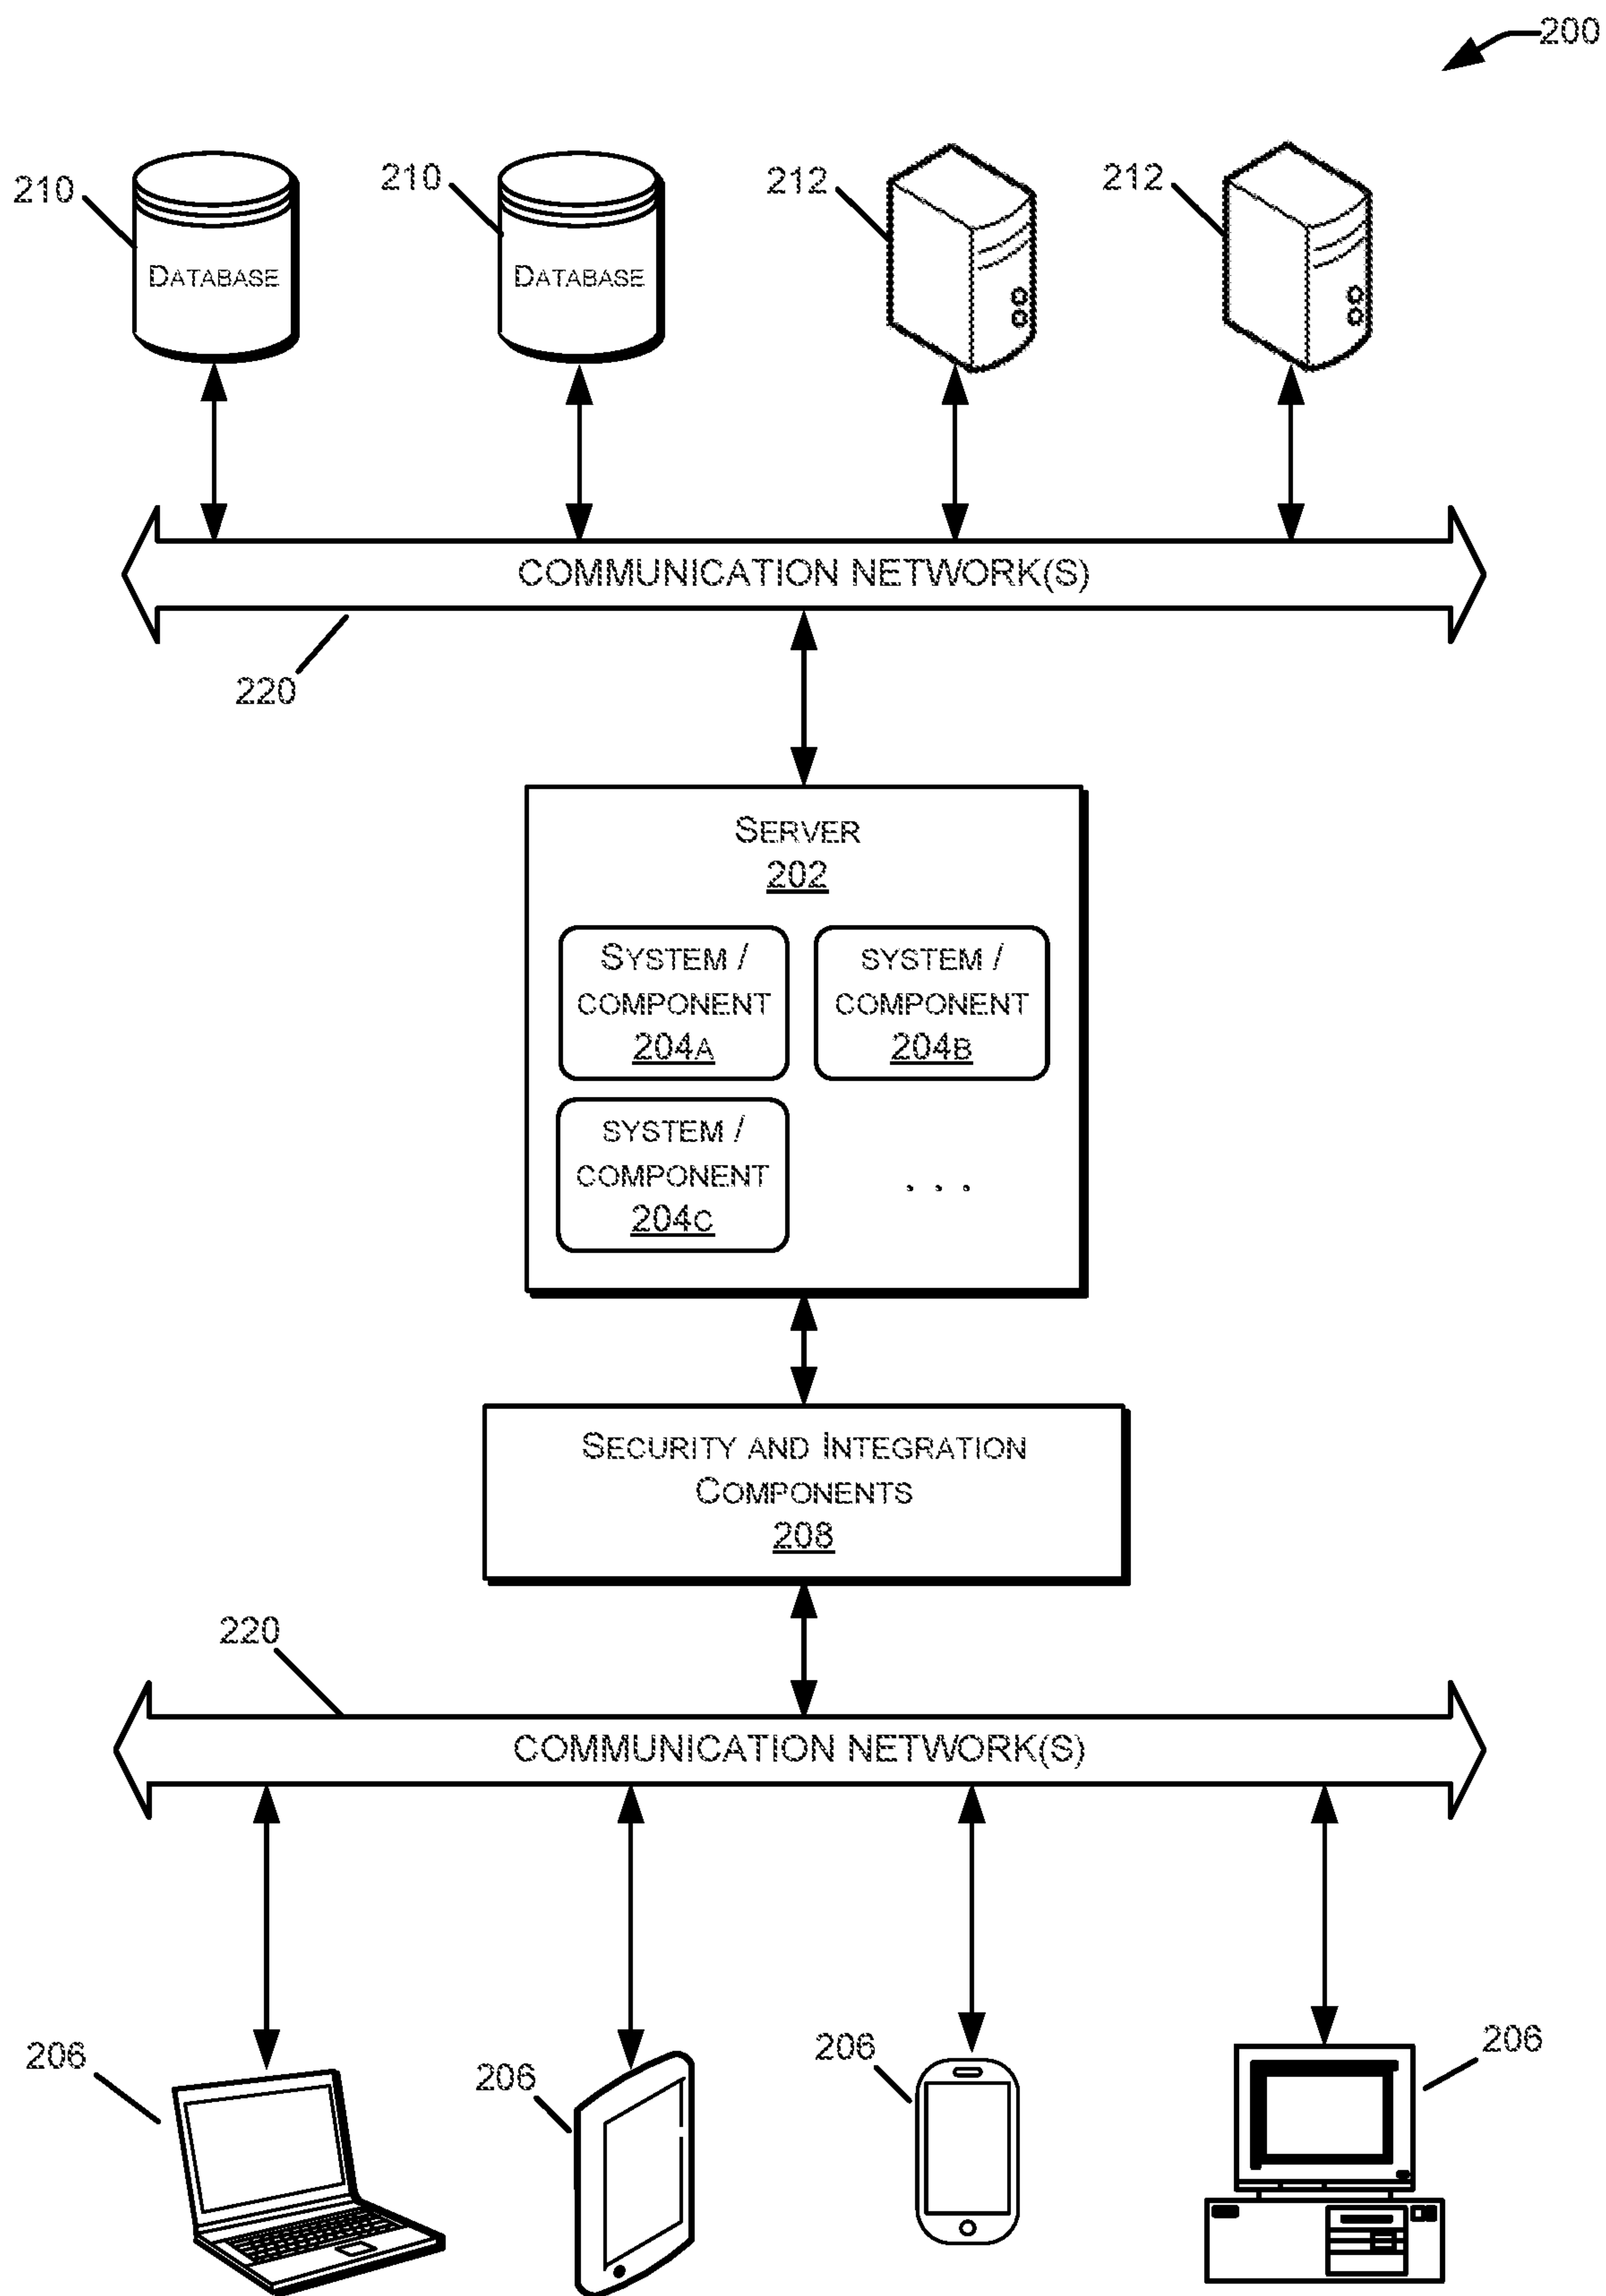 200
210
210
212
212
DATABASE
DATABASE
COMMUNICATION NETWORK(S)
220
SERVER
202
SYSTEM /
COMPONENT
204A
SYSTEM /
COMPONENT
204B
SYSTEM /
COMPONENT
204C
. . .
SECURITY AND INTEGRATION
COMPONENTS
208
220
COMMUNICATION NETWORK(S)
206
206
206
206